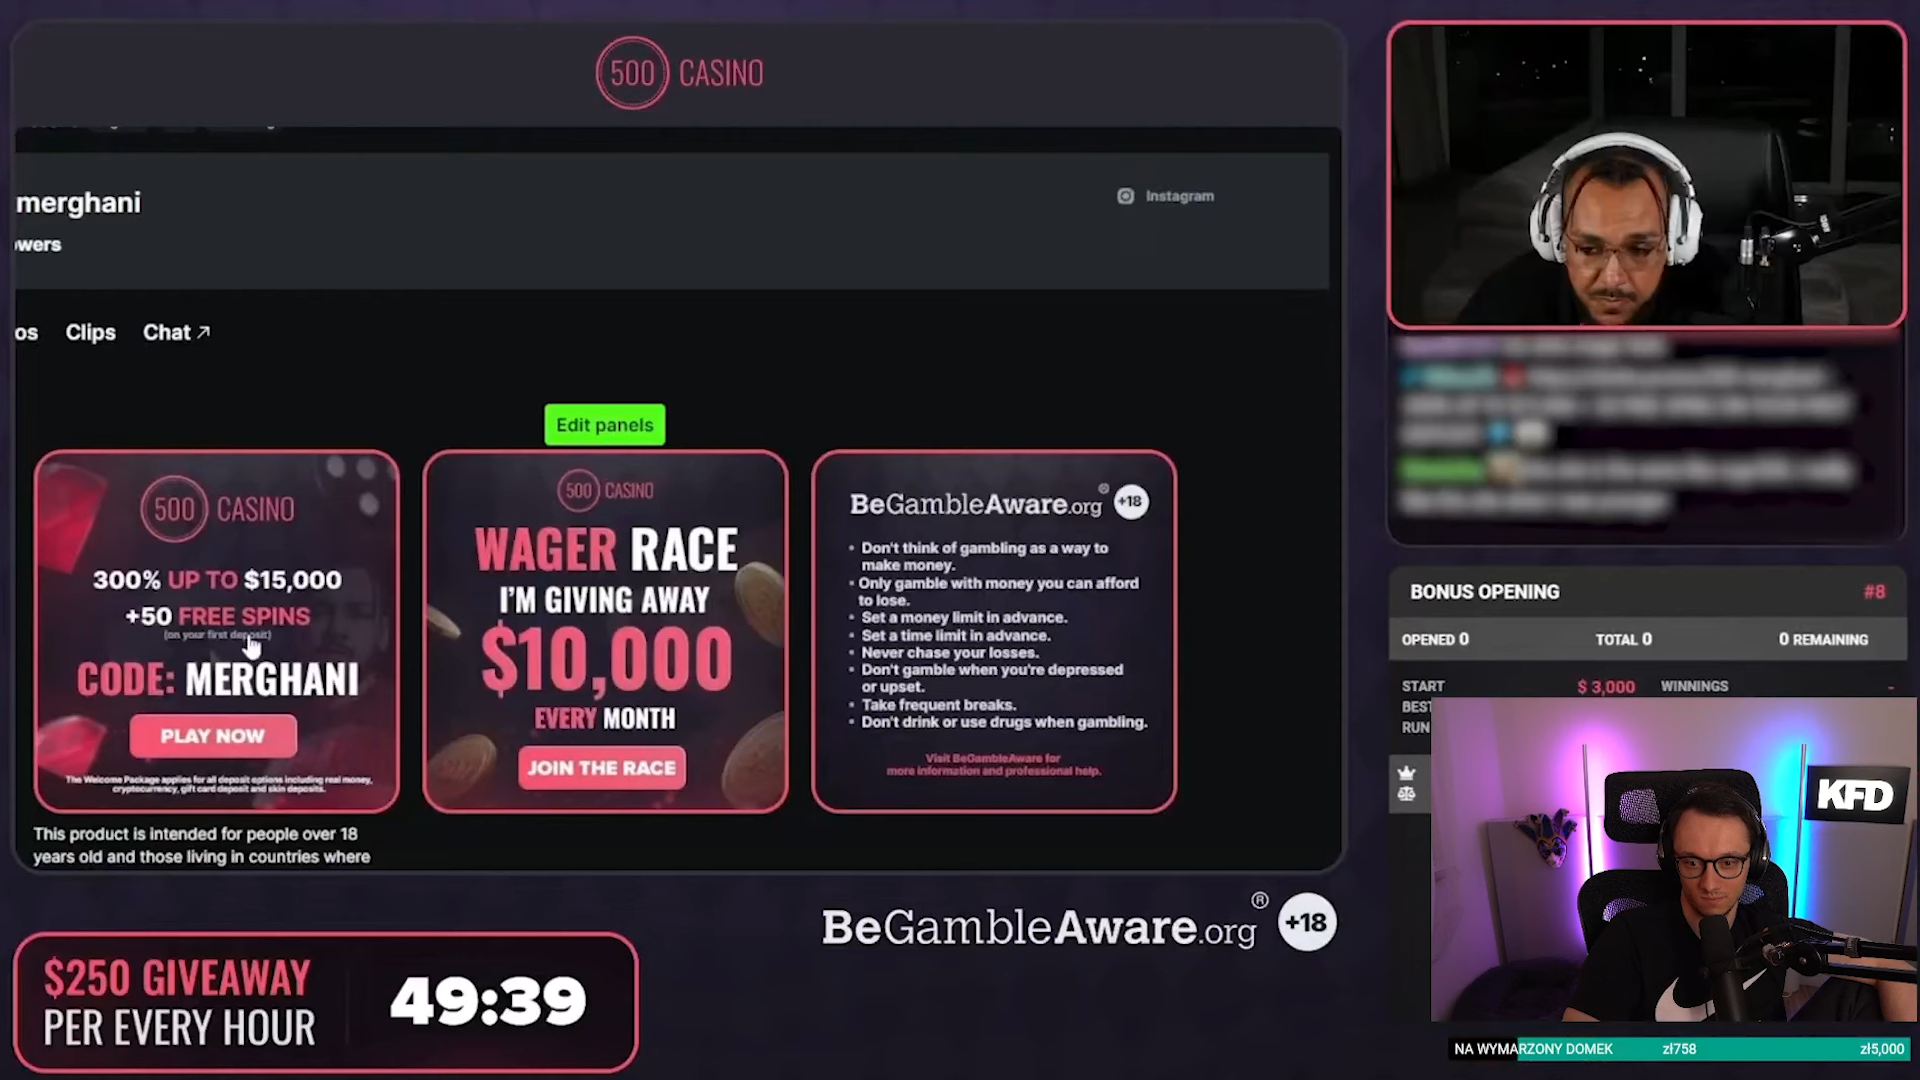 500 CASINO
merghani
owers
Instagram
os Clips Chat
Edit panels
500 CASINO
300% UP TO $15,000
+50 FREE SPINS
(on your first deposit)
CODE: MERGHANI
PLAY NOW
The Welcome Package applies for all deposit options including real money,
cryptocurrency, gift card deposit and skin deposits.
This product is intended for people over 18
years old and those living in countries where
500 CASINO
WAGER RACE
I'M GIVING AWAY
$10,000
EVERY MONTH
JOIN THE RACE
BeGambleAware.org® +18
• Don't think of gambling as a way to
make money.
• Only gamble with money you can afford
to lose.
• Set a money limit in advance.
• Set a time limit in advance.
• Never chase your losses.
• Don't gamble when you're depressed
or upset.
• Take frequent breaks.
• Don't drink or use drugs when gambling.
Visit BeGambleAware for
more information and professional help.
BONUS OPENING #8
OPENED 0 TOTAL 0 0 REMAINING
START $ 3,000 WINNINGS -
BEST
RUN
KFD
BeGambleAware.org® +18
$250 GIVEAWAY
PER EVERY HOUR
49:39
NA WYMARZONY DOMEK zł758 zł5,000